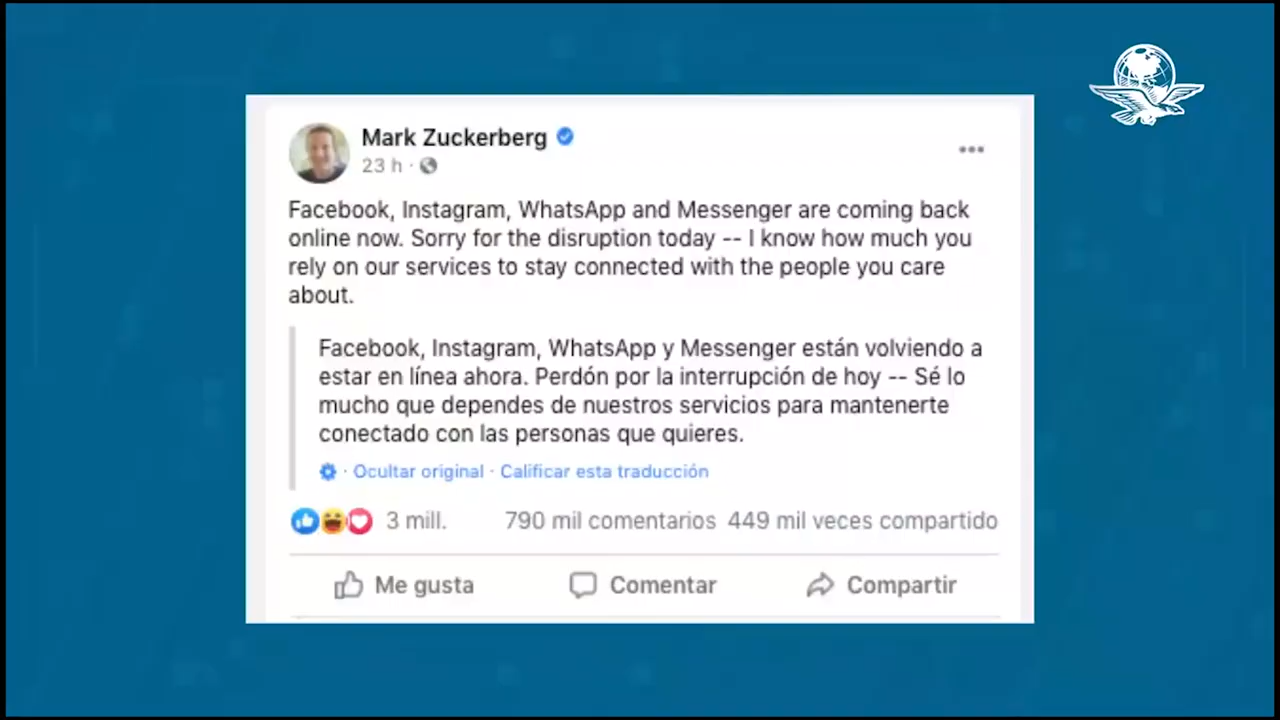 Mark Zuckerberg
23 h ·
Facebook, Instagram, WhatsApp and Messenger are coming back
online now. Sorry for the disruption today -- I know how much you
rely on our services to stay connected with the people you care
about.
Facebook, Instagram, WhatsApp y Messenger están volviendo a
estar en línea ahora. Perdón por la interrupción de hoy -- Sé lo
mucho que dependes de nuestros servicios para mantenerte
conectado con las personas que quieres.
· Ocultar original · Calificar esta traducción
3 mill. 790 mil comentarios 449 mil veces compartido
Me gusta Comentar Compartir